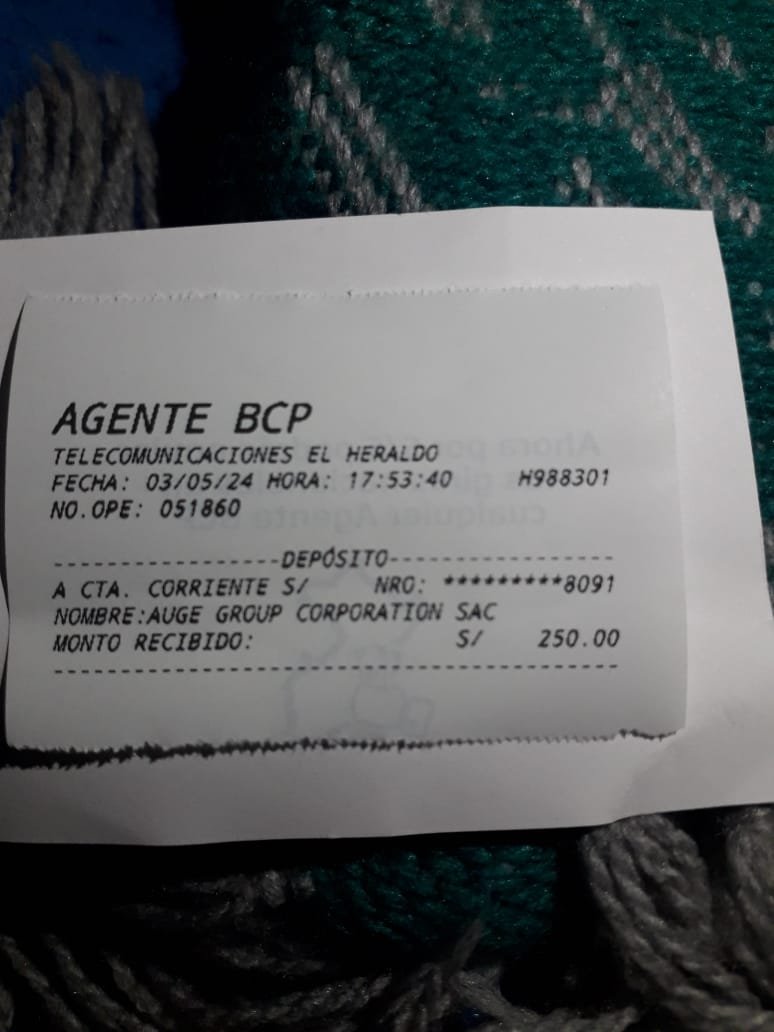 AGENTE BCP
TELECOMUNICACIONES EL HERALDO
FECHA: 03/05/24 HORA: 17:53:40 H988301
NO.OPE: 051860
-----------------DEPÓSITO-----------------
A CTA. CORRIENTE S/ NRO: *********8091
NOMBRE:AUGE GROUP CORPORATION SAC
MONTO RECIBIDO: S/ 250.00
------------------------------------------